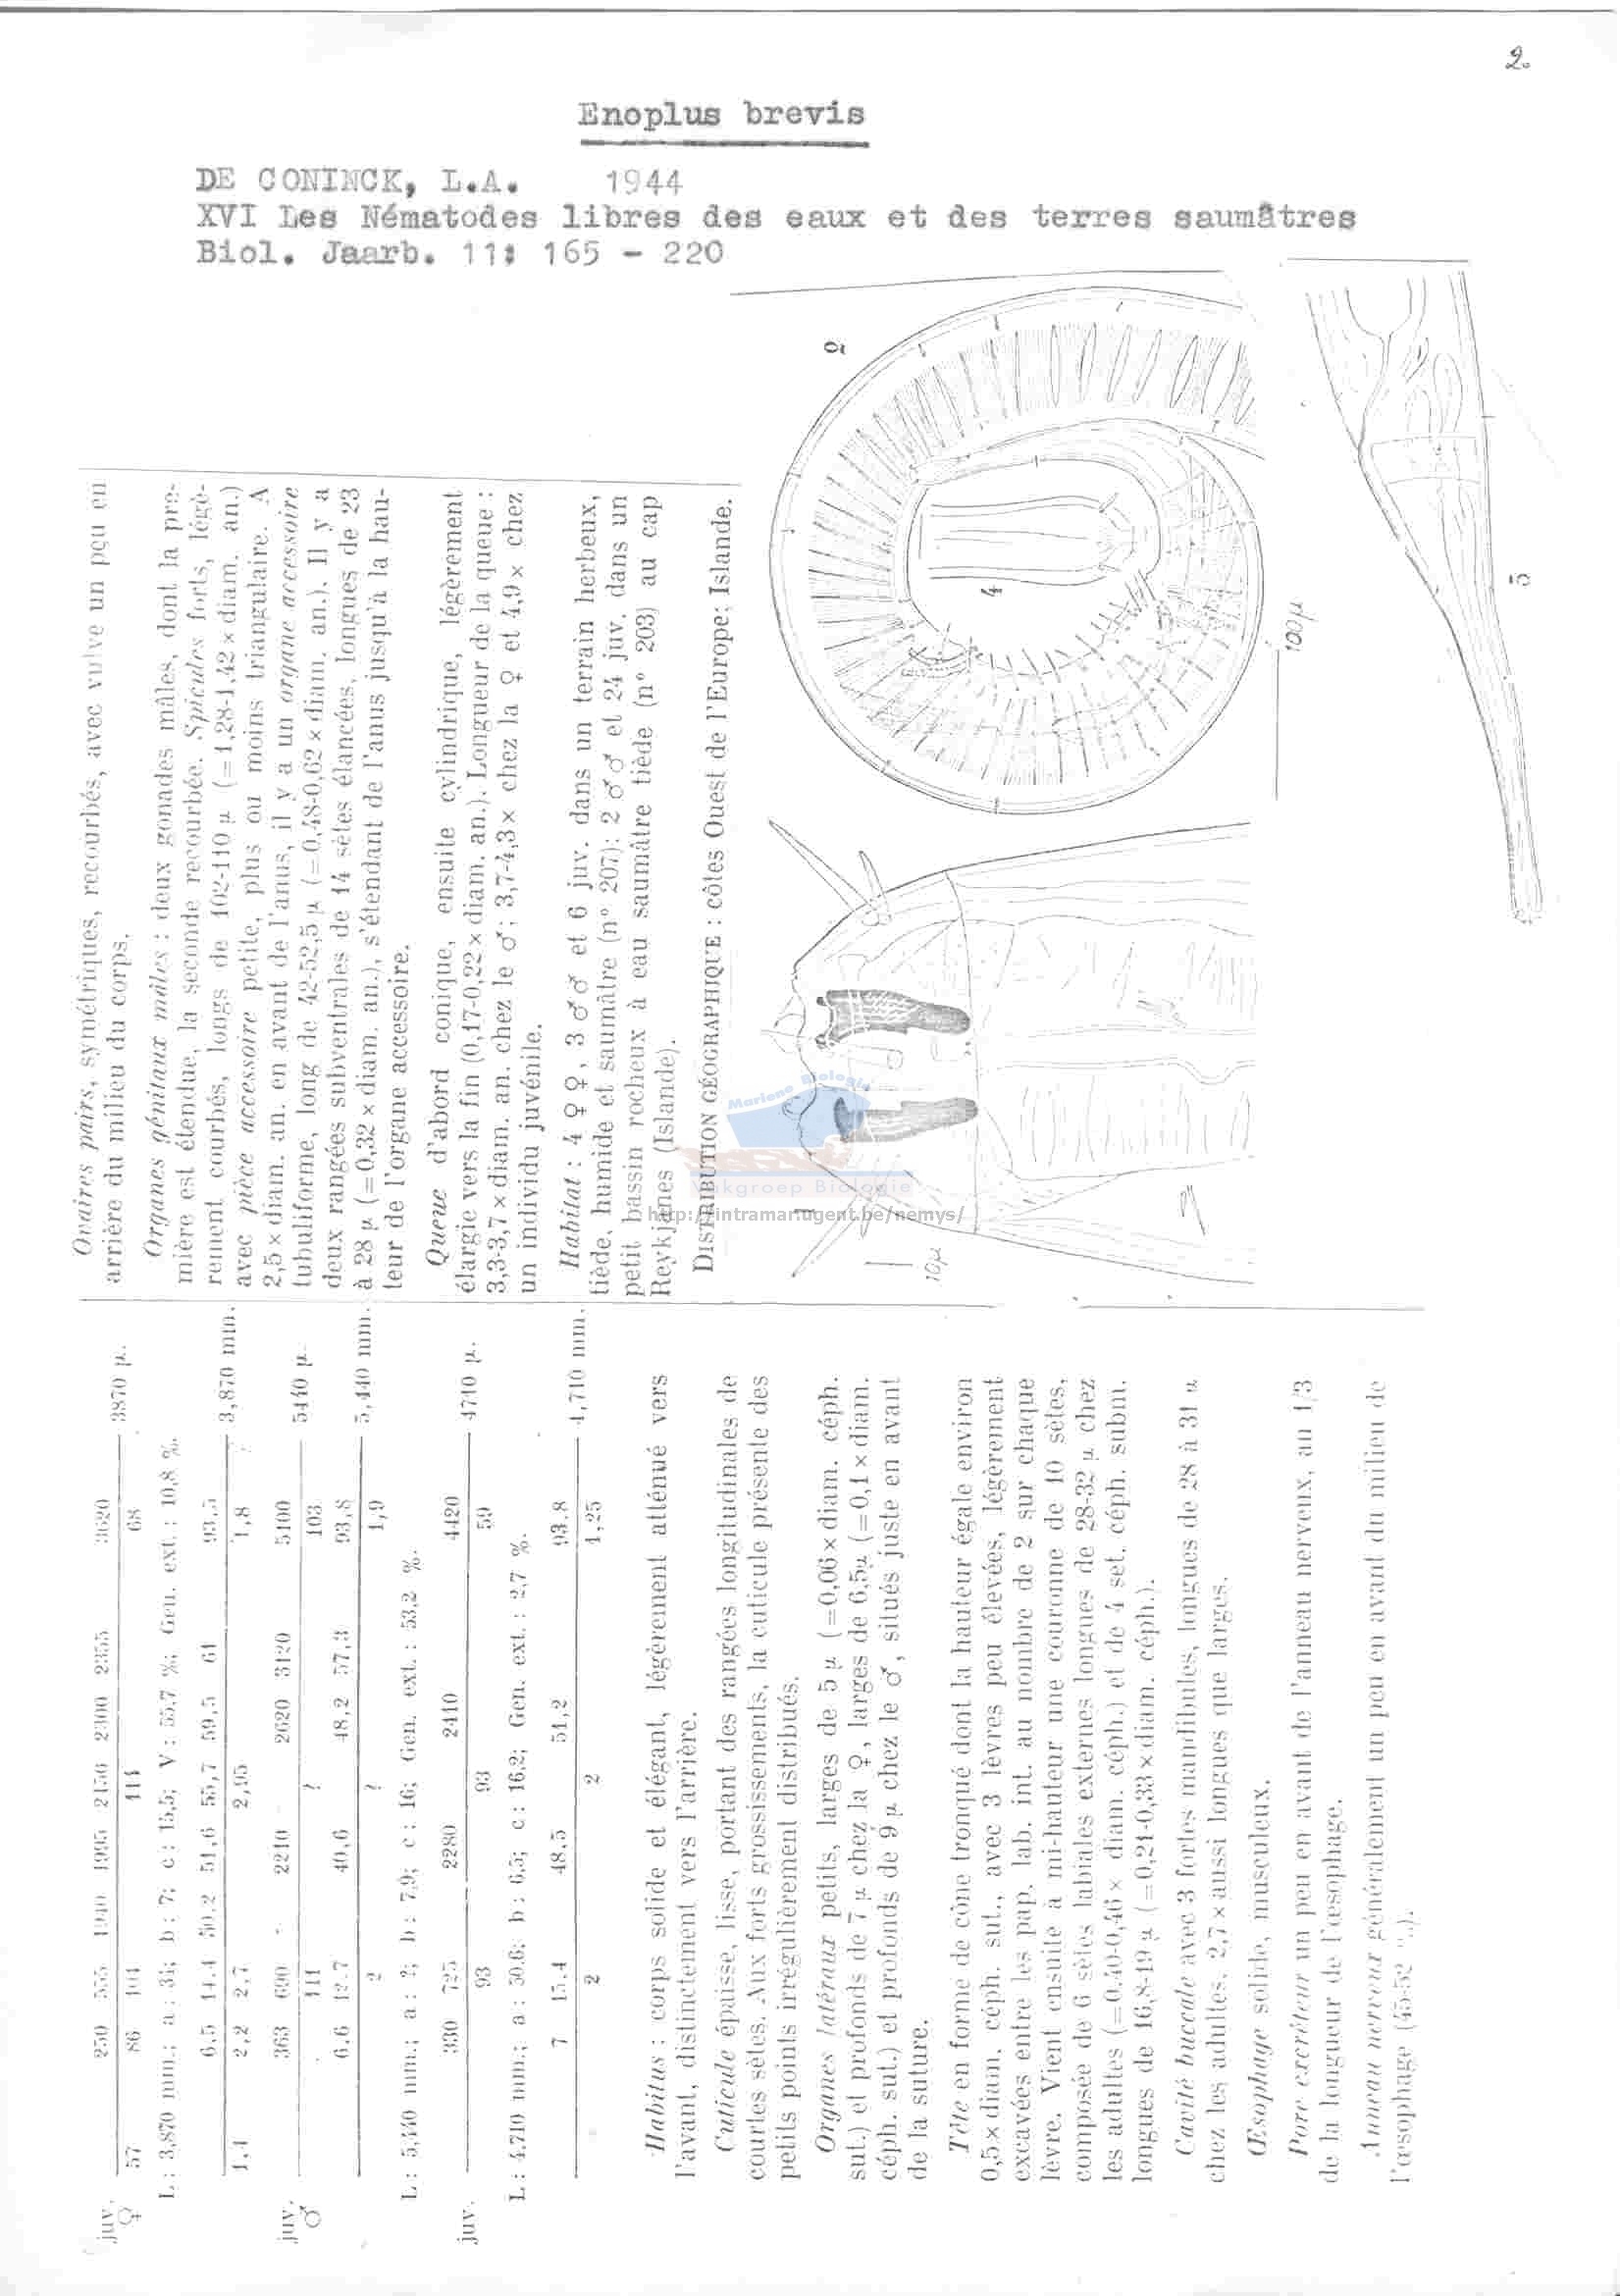 2.
Enoplus brevis
DE CONINCK, L.A. 1944
XVI Les Nématodes libres des eaux et des terres saumâtres
Biol. Jaarb. 11: 165 - 220
juv. 250 555 1940 1995 2156 2300 2355 3620 3870 µ.
♀ 57 86 101 111 68
L : 3,870 mm.; a : 34; b : 7; c : 15,5; V : 55,7 %; Gen. ext. : 10,8 %.
6,5 14,4 50,2 51,6 55,7 59,5 61 93,5 3,870 mm.
2,2 2,7 2,95 1,8
juv. 363 690 2210 2620 3120 5100 5440 µ.
♂ 111 ? 103
6,6 12,7 40,6 48,2 57,3 93,8 5,440 mm.
2 ? 1,9
L : 5,440 mm.; a : ?; b : 7,9; c : 16; Gen. ext. : 53,2 %.
juv. 330 725 2280 2410 4420 4710 µ.
93 93 59
L : 4,710 mm.; a : 50,6; b : 6,5; c : 16,2; Gen. ext. : 2,7 %.
7 15,4 48,5 51,2 93,8 4,710 mm.
2 2 1,25
Habitus : corps solide et élégant, légèrement atténué vers
l'avant, distinctement vers l'arrière.
Cuticule épaisse, lisse, portant des rangées longitudinales de
courtes sètes. Aux forts grossissements, la cuticule présente des
petits points irrégulièrement distribués.
Organes latéraux petits, larges de 5 µ (=0,06× diam. céph.
sut.) et profonds de 7 µ chez la ♀, larges de 6,5µ (=0,1× diam.
céph. sut.) et profonds de 9 µ chez le ♂, situés juste en avant
de la suture.
Tête en forme de cône tronqué dont la hauteur égale environ
0,5× diam. céph. sut., avec 3 lèvres peu élevées, légèrement
excavées entre les pap. lab. int. au nombre de 2 sur chaque
lèvre. Vient ensuite à mi-hauteur une couronne de 10 sètes,
composée de 6 sètes labiales externes longues de 28-32 µ chez
les adultes (=0,40-0,46× diam. céph.) et de 4 set. céph. subm.
longues de 16,8-19 µ (=0,21-0,33×diam. céph.).
Cavité buccale avec 3 fortes mandibules, longues de 28 à 31 µ
chez les adultes, 2,7× aussi longues que larges.
Œsophage solide, musculeux.
Pore excréteur un peu en avant de l'anneau nerveux, au 1/3
de la longueur de l'œsophage.
Anneau nerveux généralement un peu en avant du milieu de
l'œsophage (45-52 %).
Ovaires pairs, symétriques, recourbés, avec vulve un peu en
arrière du milieu du corps.
Organes génitaux mâles : deux gonades mâles, dont la pre-
mière est étendue, la seconde recourbée. Spicules forts, légè-
rement courbés, longs de 102-110 µ (=1,28-1,42×diam. an.)
avec pièce accessoire petite, plus ou moins triangulaire. A
2,5× diam. an. en avant de l'anus, il y a un organe accessoire
tubuliforme, long de 42-52,5 µ (=0,48-0,62×diam. an.). Il y a
deux rangées subventrales de 14 sètes élancées, longues de 23
à 28 µ (=0,32×diam. an.), s'étendant de l'anus jusqu'à la hau-
teur de l'organe accessoire.
Queue d'abord conique, ensuite cylindrique, légèrement
élargie vers la fin (0,17-0,22×diam. an.). Longueur de la queue :
3,3-3,7×diam. an. chez le ♂; 3,7-4,3× chez la ♀ et 4,9× chez
un individu juvénile.
Habitat : 4 ♀♀, 3 ♂♂ et 6 juv. dans un terrain herbeux,
tiède, humide et saumâtre (n° 207); 2 ♂♂ et 24 juv. dans un
petit bassin rocheux à eau saumâtre tiède (n° 203) au cap
Reykjanes (Islande).
DISTRIBUTION GÉOGRAPHIQUE : côtes Ouest de l'Europe; Islande.
2
4
5
1
100µ
10µ
Mariene Biologie
Vakgroep Biologie
http://intramar.ugent.be/nemys/